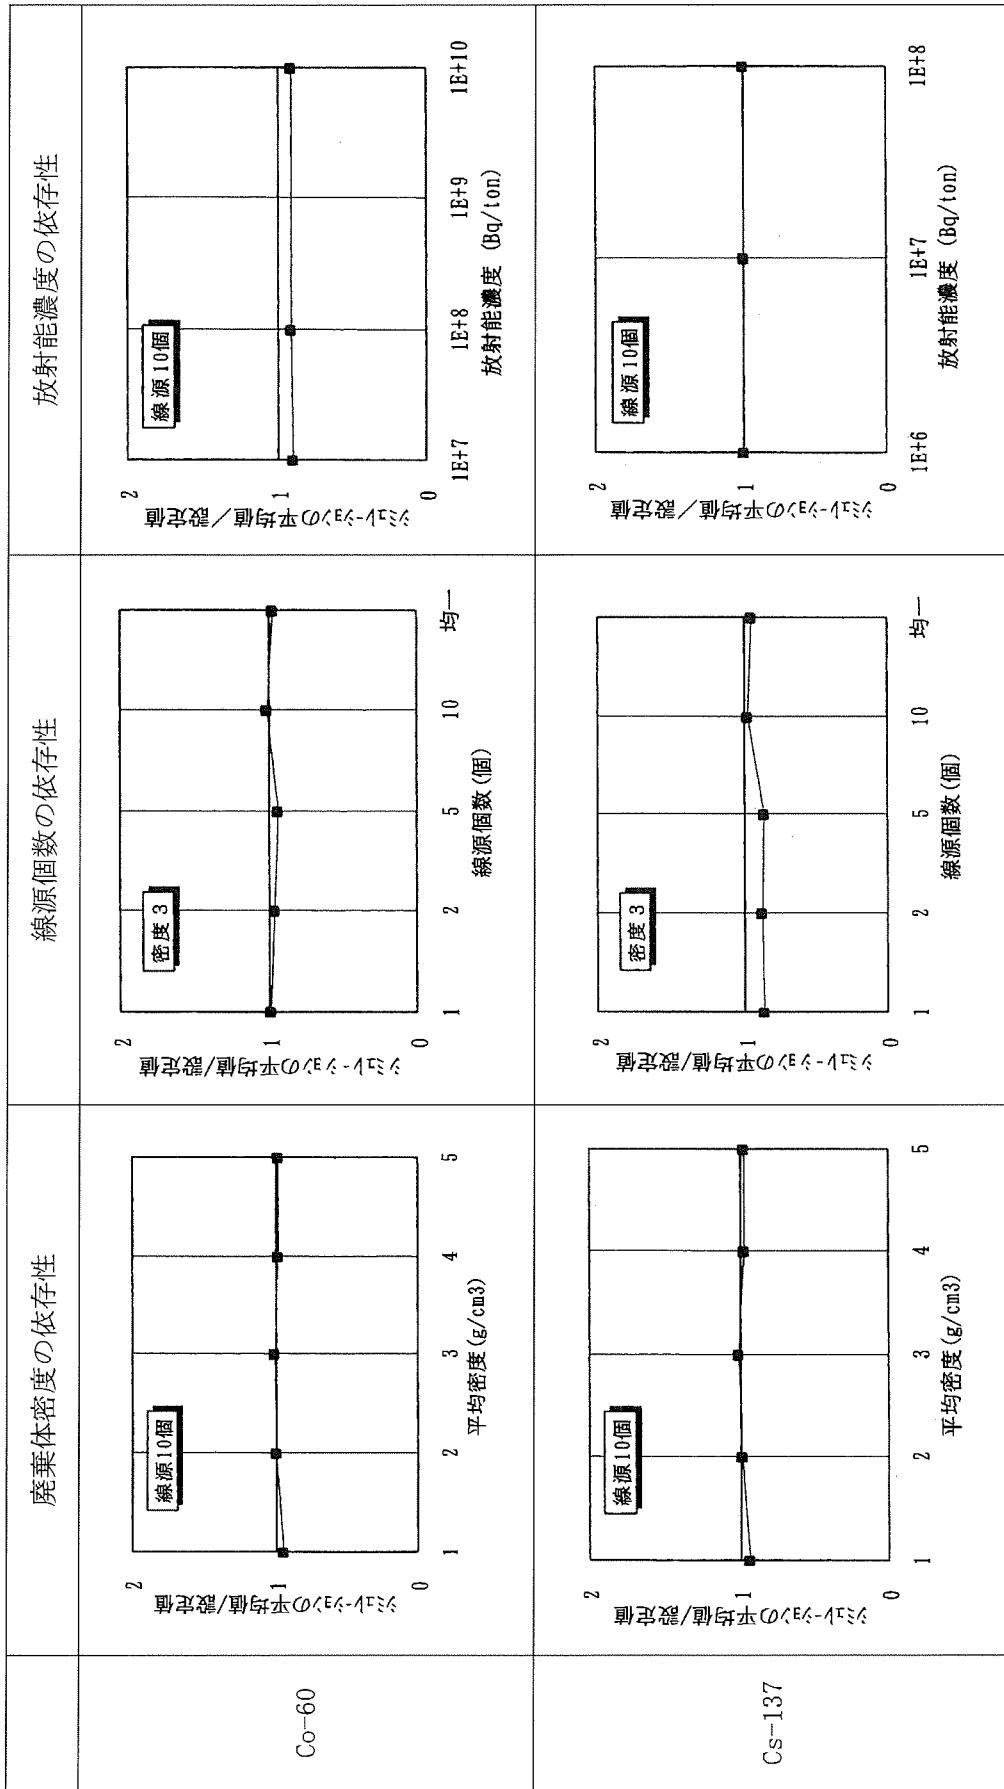 廃棄体密度の依存性
線源個数の依存性
放射能濃度の依存性
Co-60
シミュレーションの平均値/設定値
2
1
0
線源10個
1
2
3
4
5
平均密度(g/cm3)
シミュレーションの平均値/設定値
2
1
0
密度 3
1
2
5
10
均一
線源個数(個)
シミュレーションの平均値/設定値
2
1
0
線源10個
1E+7
1E+8
1E+9
1E+10
放射能濃度 (Bq/ton)
Cs-137
シミュレーションの平均値/設定値
2
1
0
線源10個
1
2
3
4
5
平均密度(g/cm3)
シミュレーションの平均値/設定値
2
1
0
密度 3
1
2
5
10
均一
線源個数(個)
シミュレーションの平均値/設定値
2
1
0
線源10個
1E+6
1E+7
1E+8
放射能濃度 (Bq/ton)